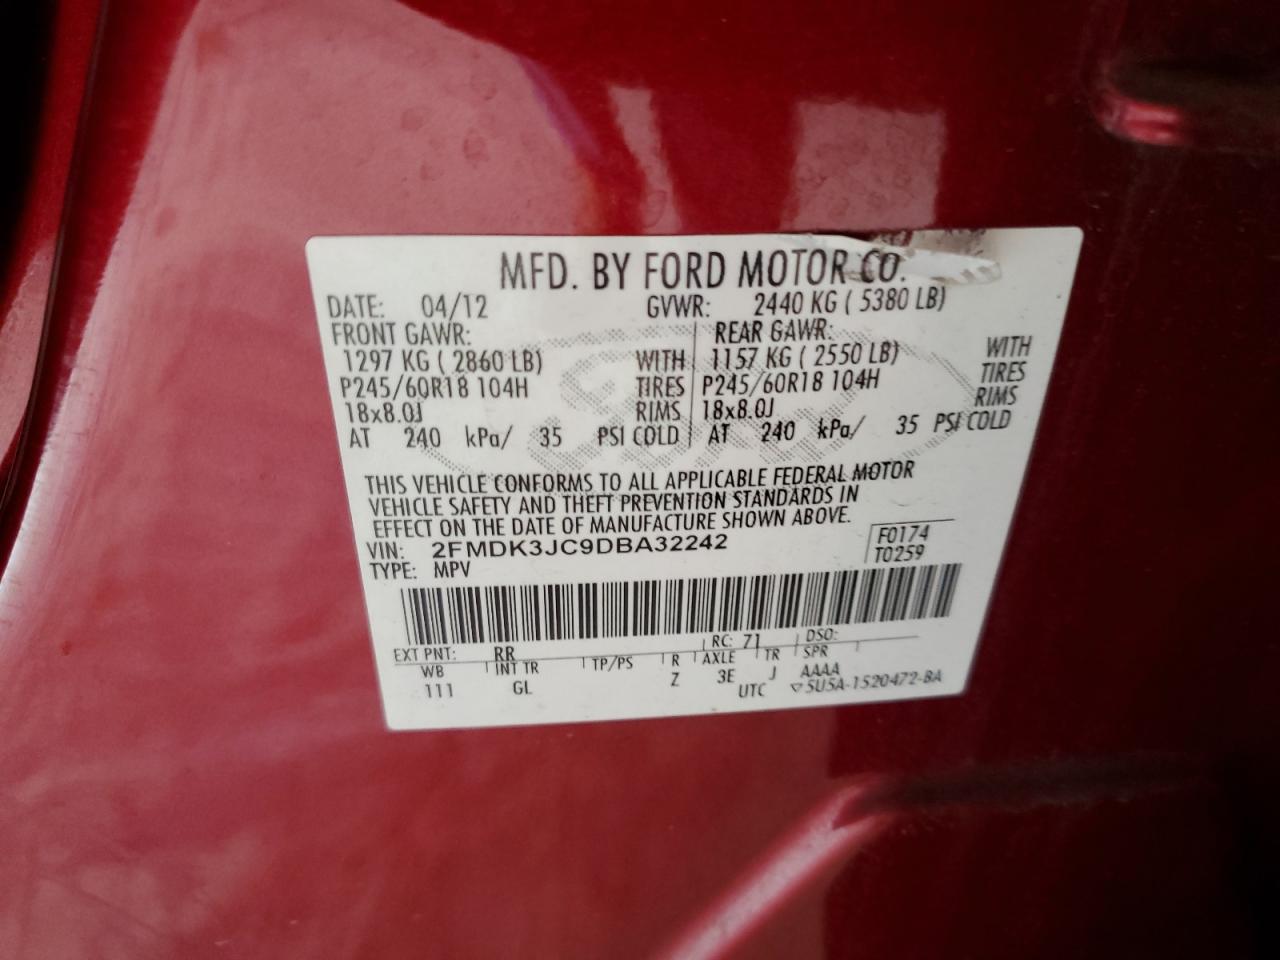 MFD. BY FORD MOTOR CO.
DATE: 04/12 GVWR: 2440 KG ( 5380 LB)
FRONT GAWR: REAR GAWR:
1297 KG ( 2860 LB) WITH 1157 KG ( 2550 LB) WITH
P245/60R18 104H TIRES P245/60R18 104H TIRES
18x8.0J RIMS 18x8.0J RIMS
AT 240 kPa/ 35 PSI COLD AT 240 kPa/ 35 PSI COLD
THIS VEHICLE CONFORMS TO ALL APPLICABLE FEDERAL MOTOR
VEHICLE SAFETY AND THEFT PREVENTION STANDARDS IN
EFFECT ON THE DATE OF MANUFACTURE SHOWN ABOVE.
VIN: 2FMDK3JC9DBA32242 F0174
TYPE: MPV T0259
EXT PNT: RR RC: 71 DSO:
WB INT TR TP/PS R AXLE TR SPR
111 GL Z 3E J AAAA
UTC ▽5U5A-1520472-BA